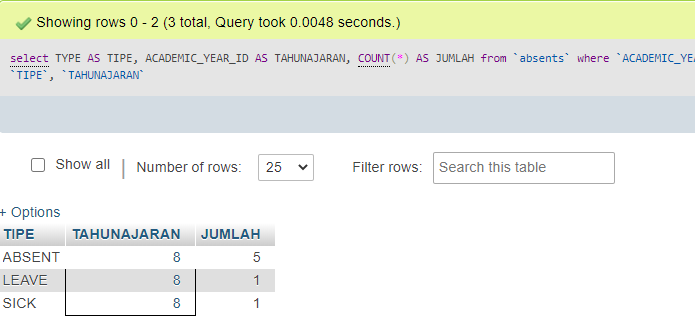 Showing rows 0 - 2 (3 total, Query took 0.0048 seconds.)
select TYPE AS TIPE, ACADEMIC_YEAR_ID AS TAHUNAJARAN, COUNT(*) AS JUMLAH from `absents` where `ACADEMIC_YEA
`TIPE`, `TAHUNAJARAN`
Show all | Number of rows: 25 Filter rows: Search this table
+ Options
TIPE TAHUNAJARAN JUMLAH
ABSENT 8 5
LEAVE 8 1
SICK 8 1